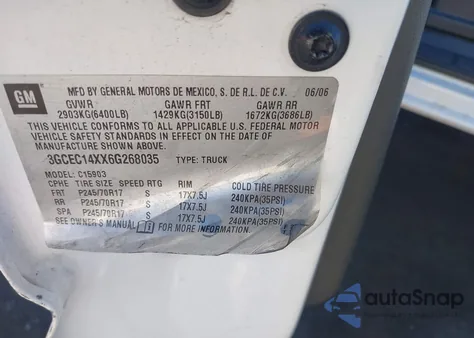 GM
MFD BY GENERAL MOTORS DE MEXICO, S. DE R.L. DE C.V. 06/06
GVWR GAWR FRT GAWR RR
2903KG(6400LB) 1429KG(3150LB) 1672KG(3686LB)
THIS VEHICLE CONFORMS TO ALL APPLICABLE U.S. FEDERAL MOTOR
VEHICLE SAFETY STANDARDS IN EFFECT ON THE DATE OF
MANUFACTURE SHOWN ABOVE.
3GCEC14XX6G268035 TYPE: TRUCK
MODEL: C15903
CPHE TIRE SIZE SPEED RTG RIM COLD TIRE PRESSURE
FRT P245/70R17 S 17X7.5J 240KPA(35PSI)
RR P245/70R17 S 17X7.5J 240KPA(35PSI)
SPA P245/70R17 S 17X7.5J 240KPA(35PSI)
SEE OWNER'S MANUAL FOR MORE INFORMATION.
autoSnap